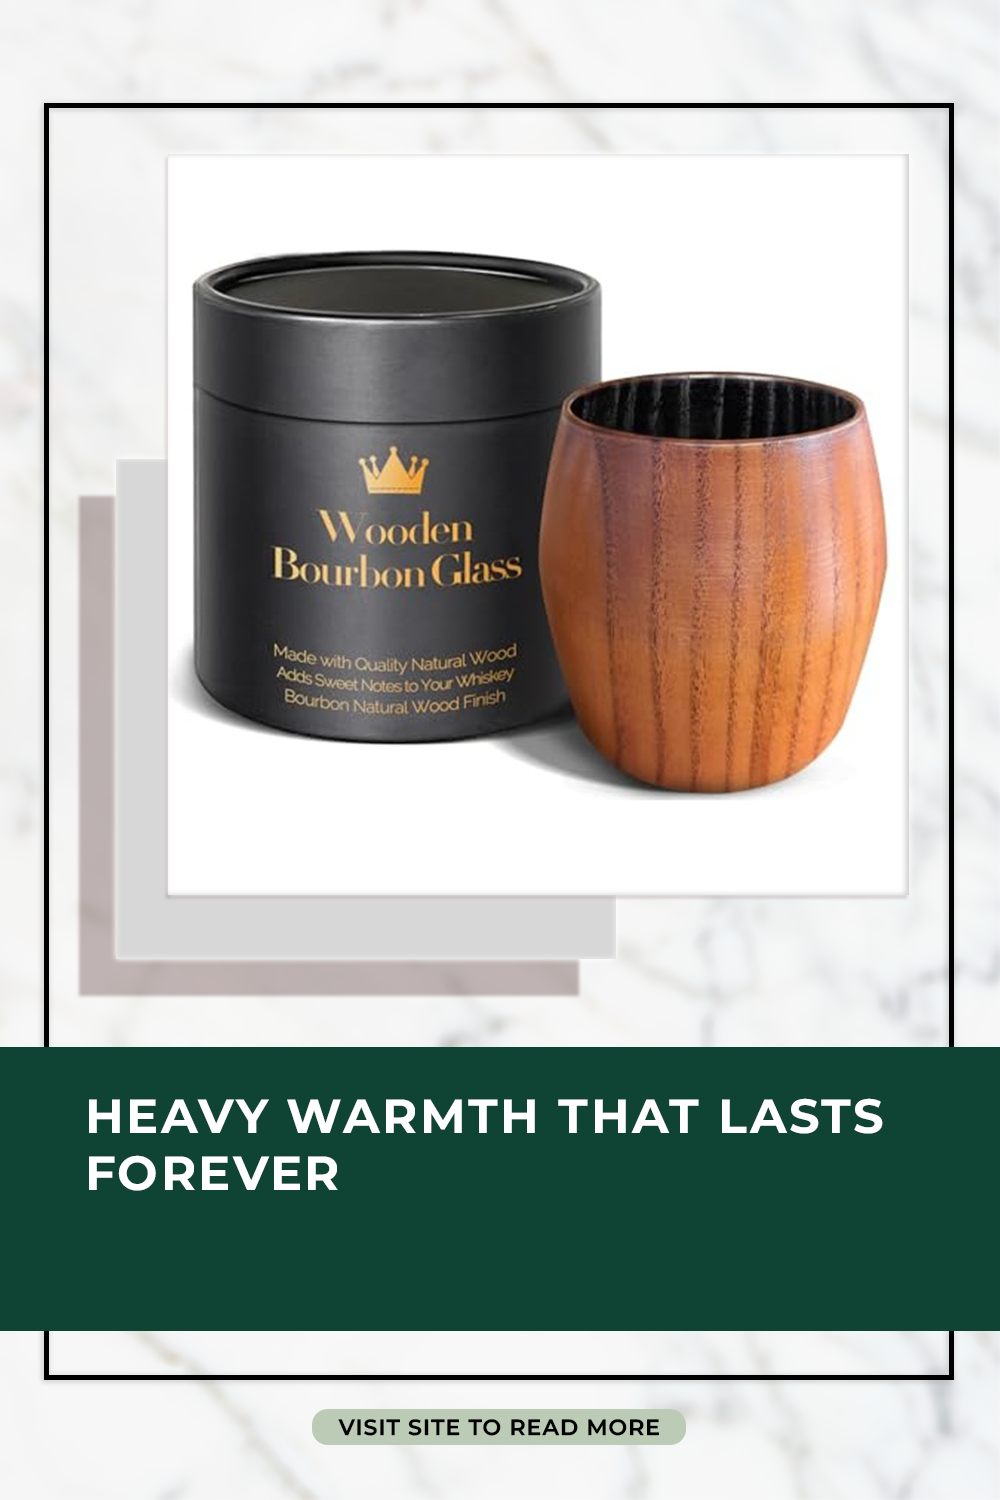 Wooden
Bourbon Glass
Made with Quality Natural Wood
Adds Sweet Notes to Your Whiskey
Bourbon Natural Wood Finish
HEAVY WARMTH THAT LASTS
FOREVER
VISIT SITE TO READ MORE